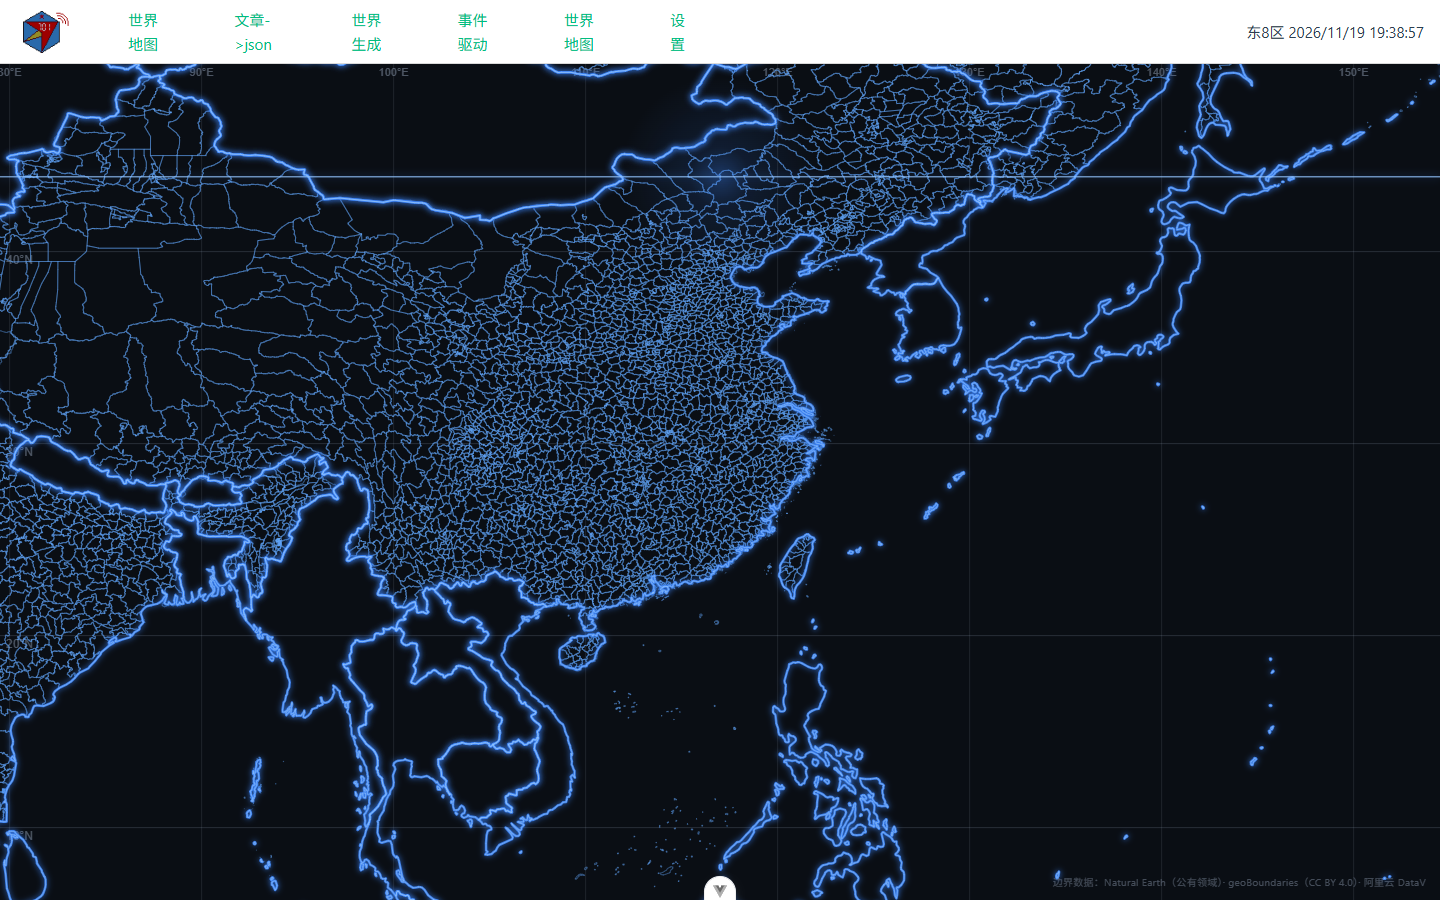 世界 文章- 世界 事件 世界 设
地图 >json 生成 驱动 地图 置
东8区 2026/11/19 19:38:57
90°E 100°E 120°E 140°E 150°E
40°N
边界数据：Natural Earth（公有领域）· geoBoundaries（CC BY 4.0）· 阿里云 DataV